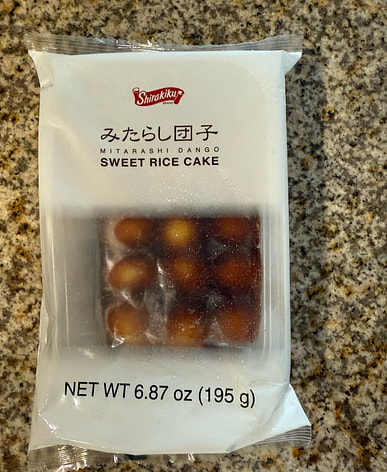 Shirakiku
みたらし団子
MITARASHI DANGO
SWEET RICE CAKE
NET WT 6.87 oz (195 g)